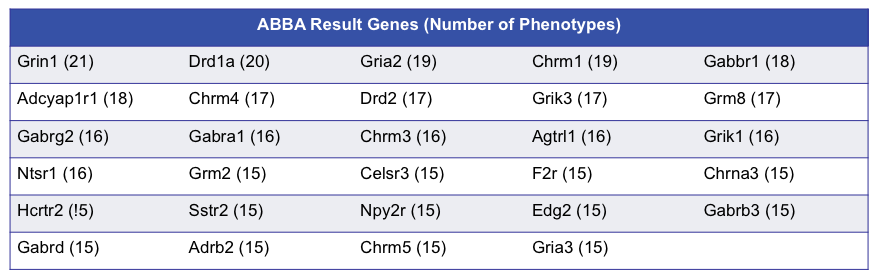 ABBA Result Genes (Number of Phenotypes)
Grin1 (21) Drd1a (20) Gria2 (19) Chrm1 (19) Gabbr1 (18)
Adcyap1r1 (18) Chrm4 (17) Drd2 (17) Grik3 (17) Grm8 (17)
Gabrg2 (16) Gabra1 (16) Chrm3 (16) Agtrl1 (16) Grik1 (16)
Ntsr1 (16) Grm2 (15) Celsr3 (15) F2r (15) Chrna3 (15)
Hcrtr2 (!5) Sstr2 (15) Npy2r (15) Edg2 (15) Gabrb3 (15)
Gabrd (15) Adrb2 (15) Chrm5 (15) Gria3 (15)